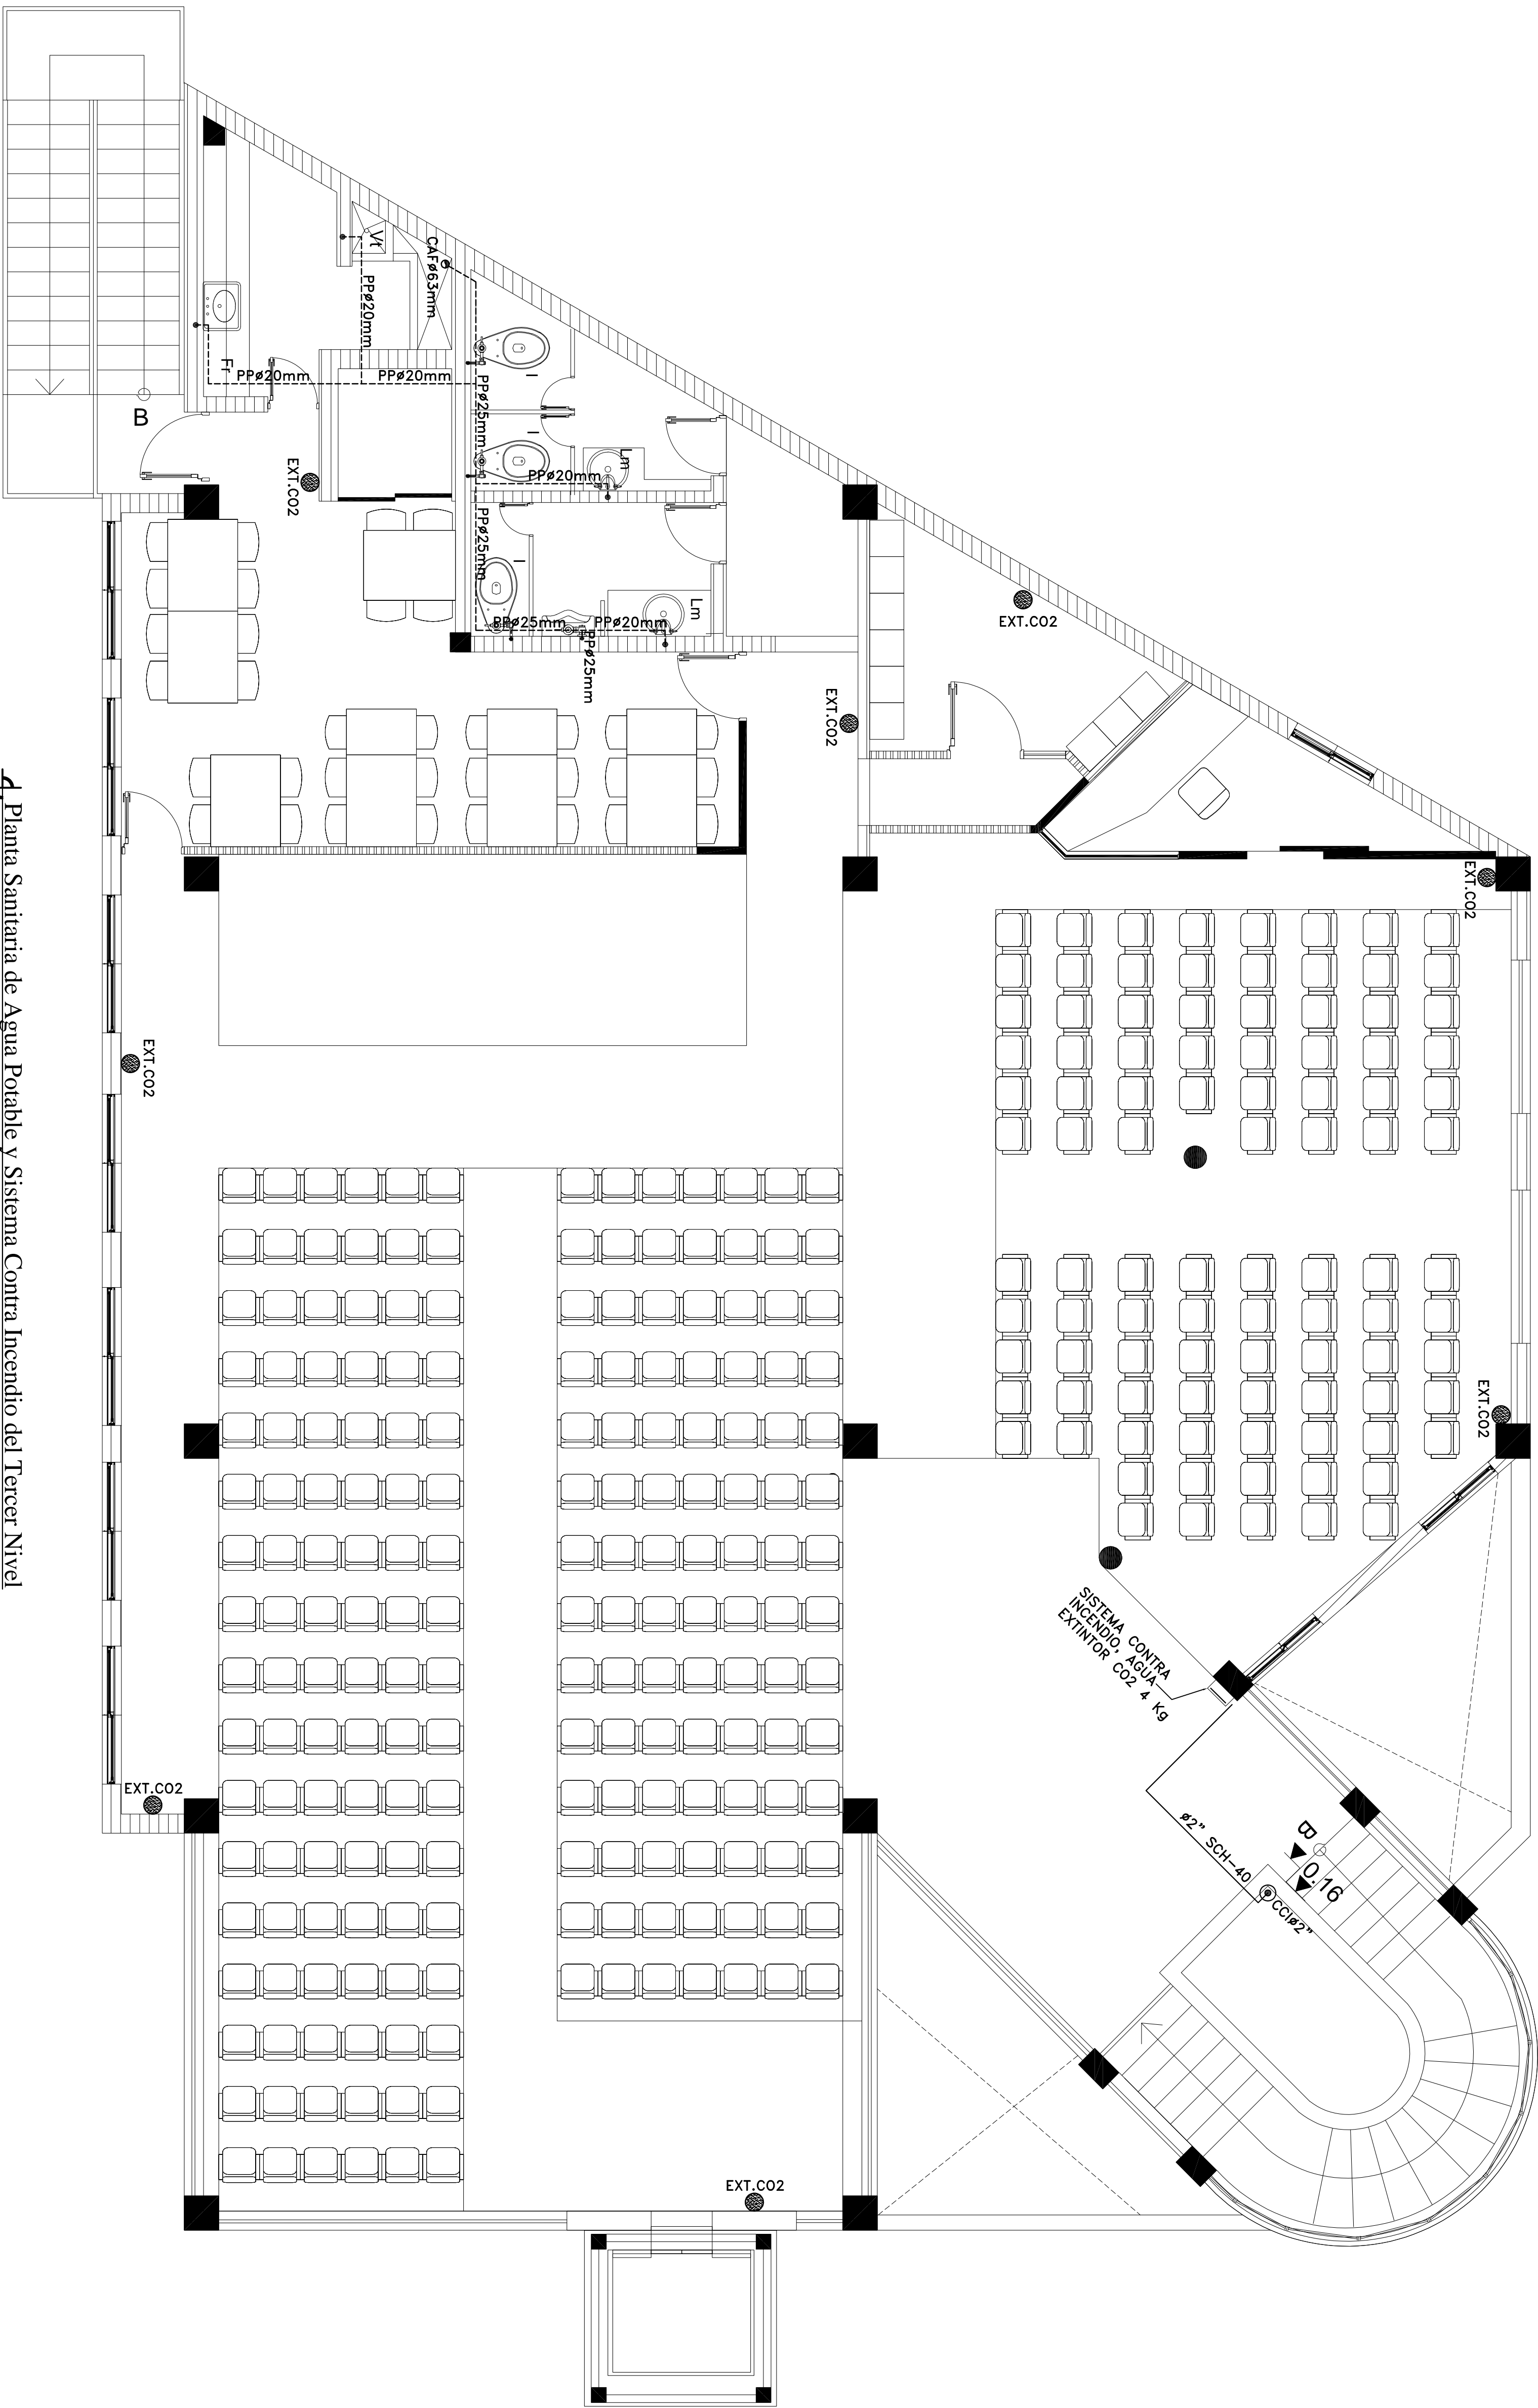 Vt
CAFø63mm
PPø20mm
Fr
PPø20mm
PPø20mm
B
I
PPø25mm
I
Lm
PPø20mm
EXT.CO2
PPø25mm
I
Lm
PPø25mm
PPø20mm
PPø25mm
EXT.CO2
EXT.CO2
EXT.CO2
EXT.CO2
EXT.CO2
SISTEMA CONTRA
INCENDIO, AGUA
EXTINTOR CO2 4 Kg
EXT.CO2
B
0.16
ø2" SCH-40
CCIø2"
EXT.CO2
Planta Sanitaria de Agua Potable y Sistema Contra Incendio del Tercer Nivel